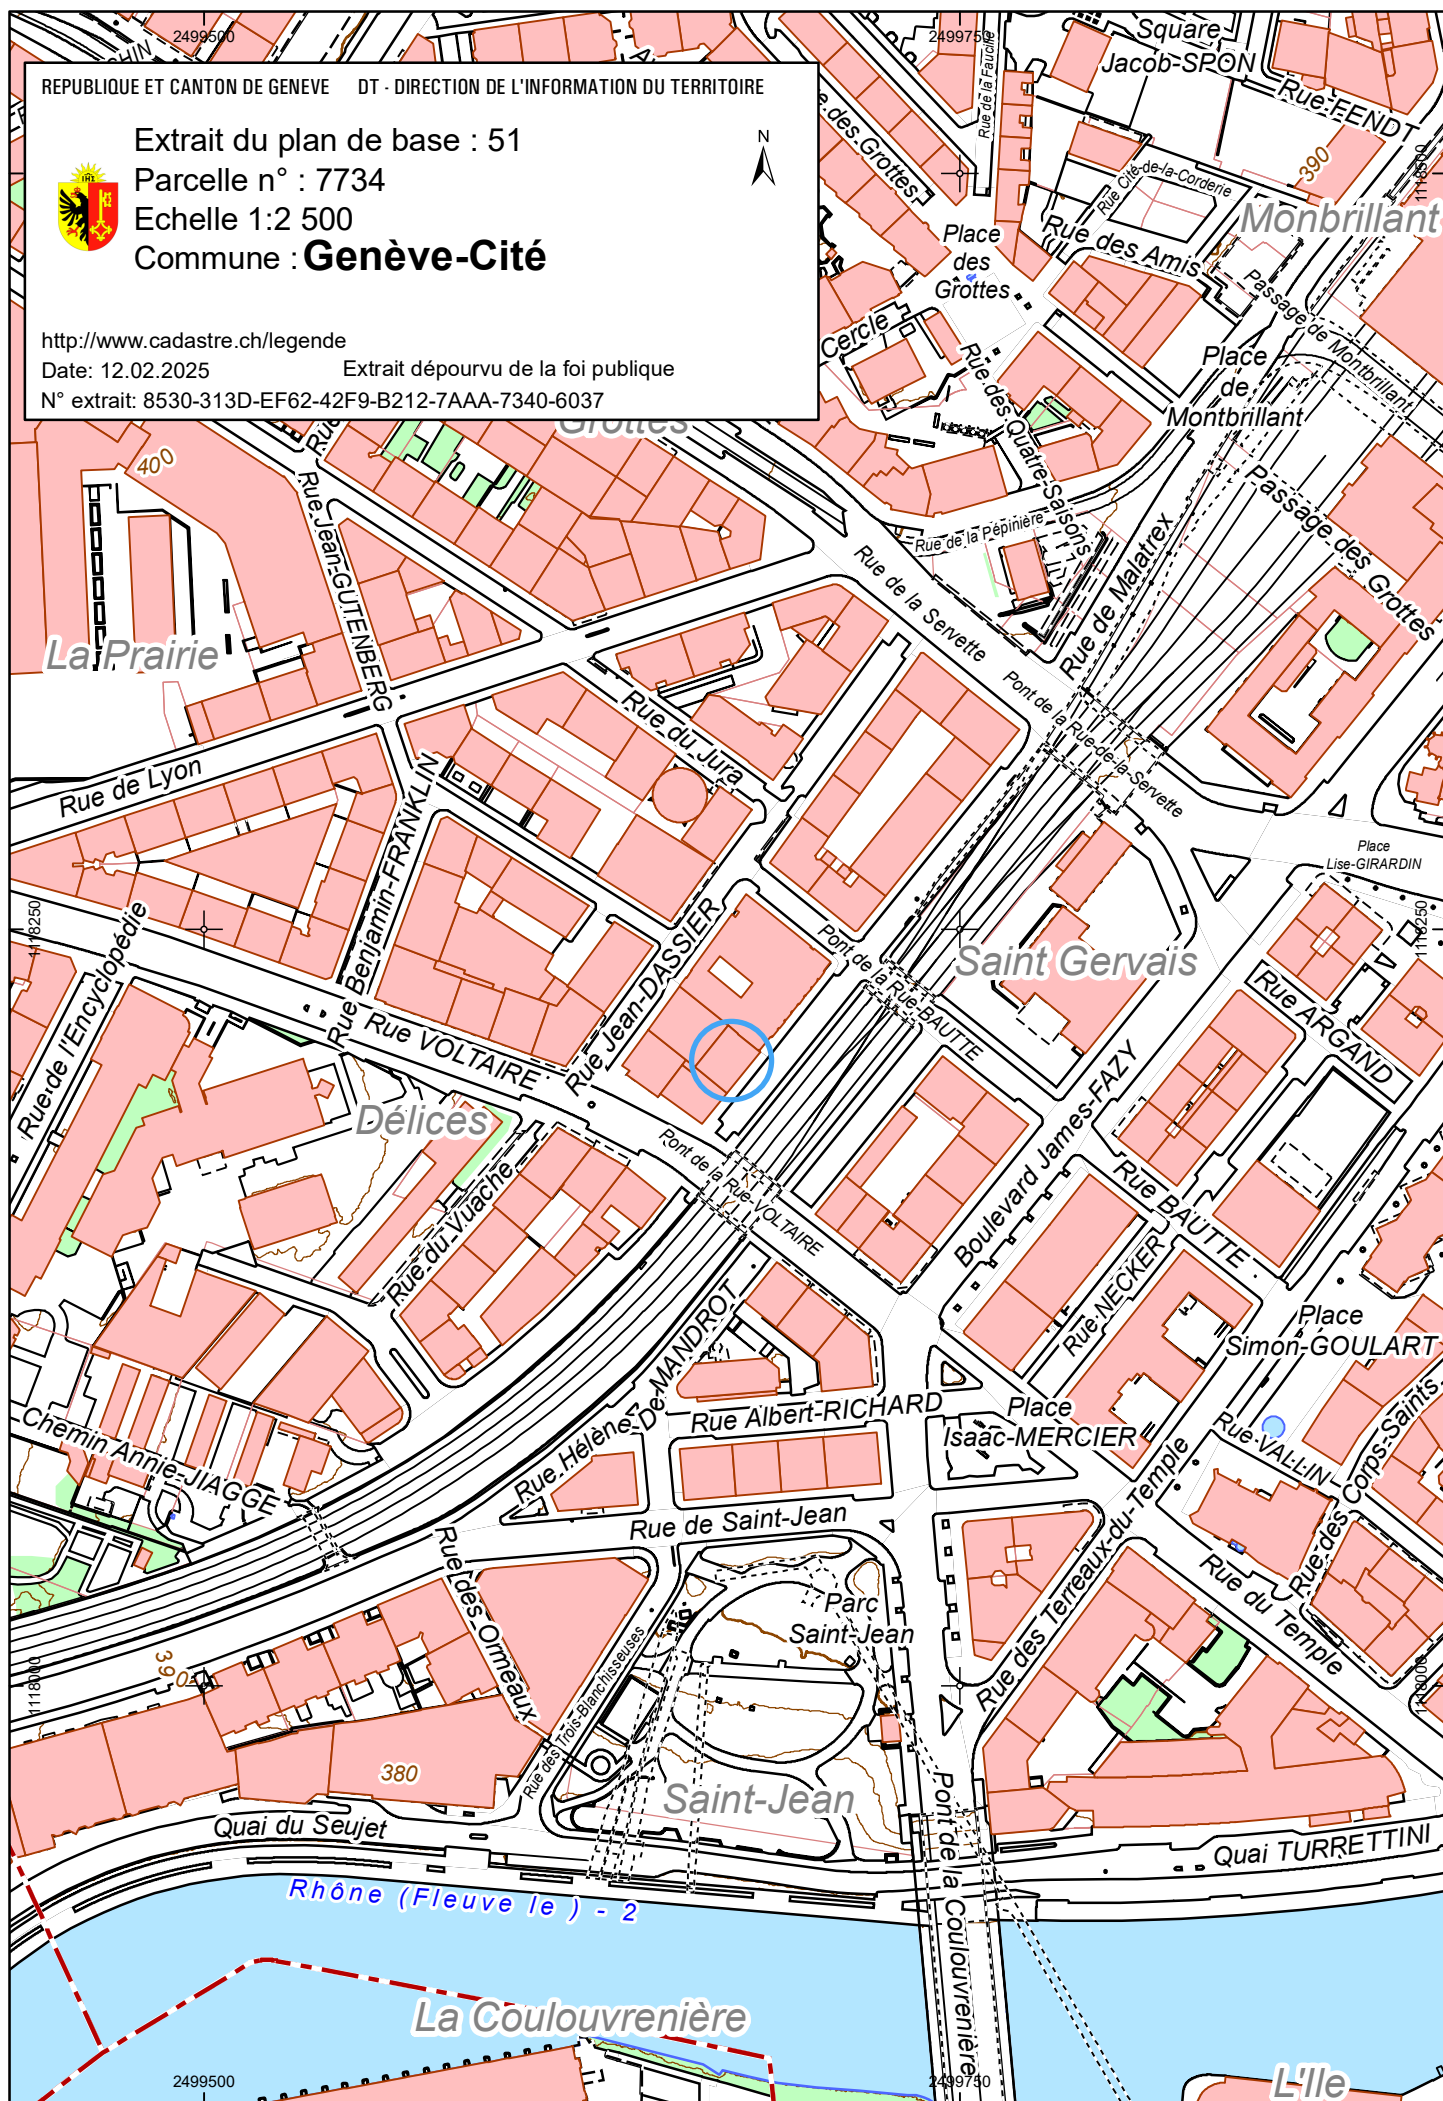 2499500
2499750
REPUBLIQUE ET CANTON DE GENEVE DT - DIRECTION DE L'INFORMATION DU TERRITOIRE
Extrait du plan de base : 51
Parcelle n° : 7734
Echelle 1:2 500
Commune : Genève-Cité
N
http://www.cadastre.ch/legende
Date: 12.02.2025 Extrait dépourvu de la foi publique
N° extrait: 8530-313D-EF62-42F9-B212-7AAA-7340-6037
Square
Jacob-SPON
Rue FENDT
Rue de la Faucille
des Grottes
Rue Cité-de-la-Corderie
390
1118500
Monbrillant
Rue des Amis
Place
des
Grottes
Passage de Montbrillant
Cercle
Place
de
Montbrillant
Rue des Quatre-Saisons
Grottes
Rue
400
Rue Jean-GUTENBERG
Passage des Grottes
Rue de la Pépinière
Rue de la Servette
Rue de Malatrex
La Prairie
Pont de la Rue-de-la-Servette
Rue du Jura
Rue de Lyon
Rue Benjamin-FRANKLIN
Place
Lise-GIRARDIN
Rue de l'Encyclopédie
1118250
1118250
Rue Jean-DASSIER
Pont de la Rue-BAUTTE
Saint Gervais
Rue ARGAND
Rue VOLTAIRE
Délices
Boulevard James-FAZY
Pont de la Rue-VOLTAIRE
Rue du Vuache
Rue BAUTTE
Rue NECKER
Place
Simon-GOULART
Rue Hélène-De-MANDROT
Rue Albert-RICHARD
Place
Isaac-MERCIER
Rue VALLIN
Rue des Corps-Saints
Chemin Annie-JIAGGE
Rue de Saint-Jean
Rue des Terreaux-du-Temple
Rue du Temple
Rue des Ormeaux
Parc
Saint-Jean
Rue des Trois-Blanchisseuses
390
1118000
1118000
380
Saint-Jean
Quai du Seujet
Pont de la Coulouvrenière
Quai TURRETTINI
Rhône (Fleuve le ) - 2
La Coulouvrenière
2499500
2499750
L'Ile